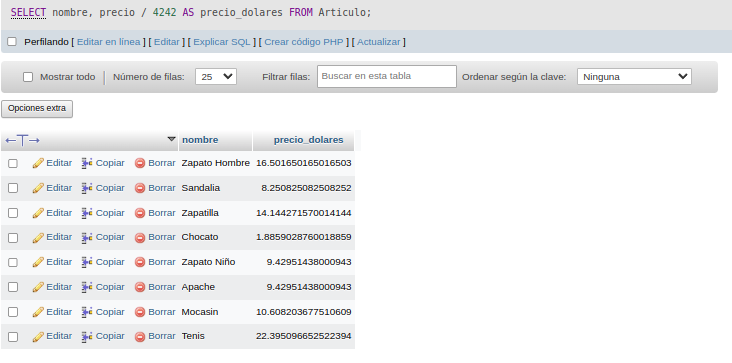 SELECT nombre, precio / 4242 AS precio_dolares FROM Articulo;
Perfilando [ Editar en línea ] [ Editar ] [ Explicar SQL ] [ Crear código PHP ] [ Actualizar ]
Mostrar todo | Número de filas: 25 Filtrar filas: Buscar en esta tabla Ordenar según la clave: Ninguna
Opciones extra
←T→ nombre precio_dolares
Editar Copiar Borrar Zapato Hombre 16.501650165016503
Editar Copiar Borrar Sandalia 8.250825082508252
Editar Copiar Borrar Zapatilla 14.144271570014144
Editar Copiar Borrar Chocato 1.8859028760018859
Editar Copiar Borrar Zapato Niño 9.42951438000943
Editar Copiar Borrar Apache 9.42951438000943
Editar Copiar Borrar Mocasin 10.608203677510609
Editar Copiar Borrar Tenis 22.395096652522394